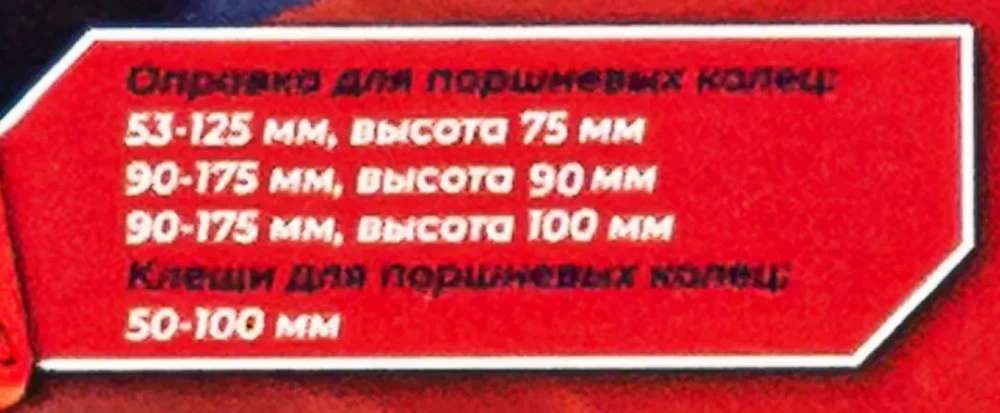 Оправка для поршневых колец:
53-125 мм, высота 75 мм
90-175 мм, высота 90 мм
90-175 мм, высота 100 мм
Клещи для поршневых колец:
50-100 мм